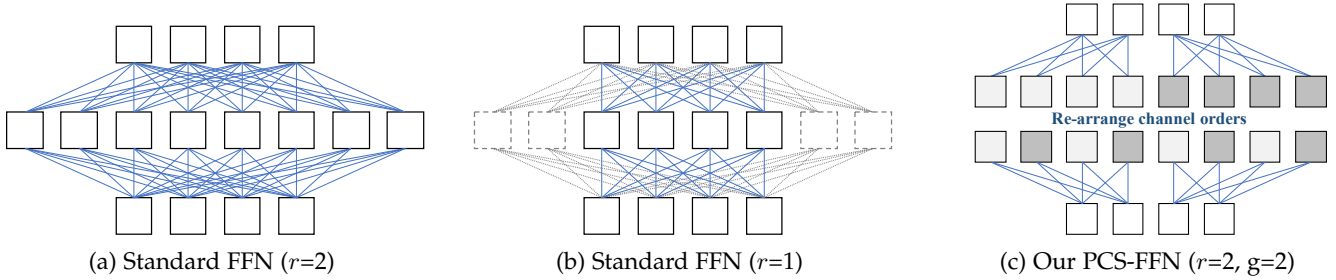 Re-arrange channel orders
(a) Standard FFN (r=2)
(b) Standard FFN (r=1)
(c) Our PCS-FFN (r=2, g=2)